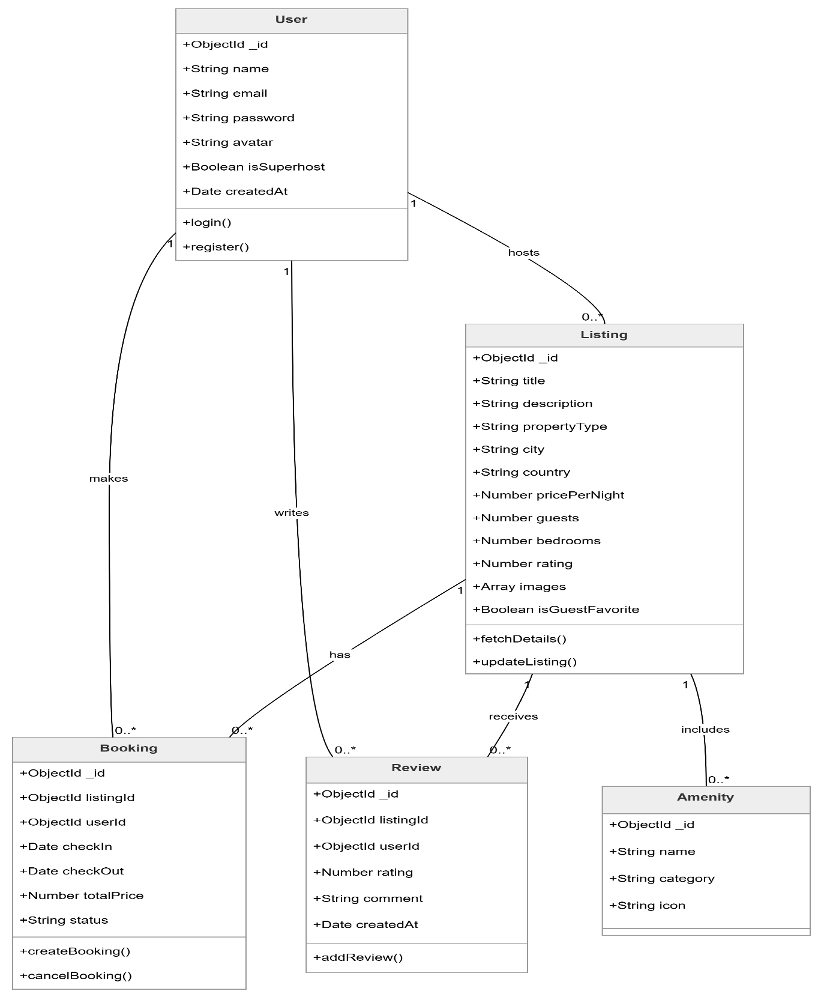 User
+ObjectId _id
+String name
+String email
+String password
+String avatar
+Boolean isSuperhost
+Date createdAt
+login()
+register()
1
1
1
hosts
0..*
Listing
+ObjectId _id
+String title
+String description
+String propertyType
+String city
+String country
+Number pricePerNight
+Number guests
+Number bedrooms
+Number rating
+Array images
+Boolean isGuestFavorite
+fetchDetails()
+updateListing()
makes
writes
1
has
1
1
receives
includes
0..*
0..*
0..*
0..*
0..*
Booking
+ObjectId _id
+ObjectId listingId
+ObjectId userId
+Date checkIn
+Date checkOut
+Number totalPrice
+String status
+createBooking()
+cancelBooking()
Review
+ObjectId _id
+ObjectId listingId
+ObjectId userId
+Number rating
+String comment
+Date createdAt
+addReview()
Amenity
+ObjectId _id
+String name
+String category
+String icon